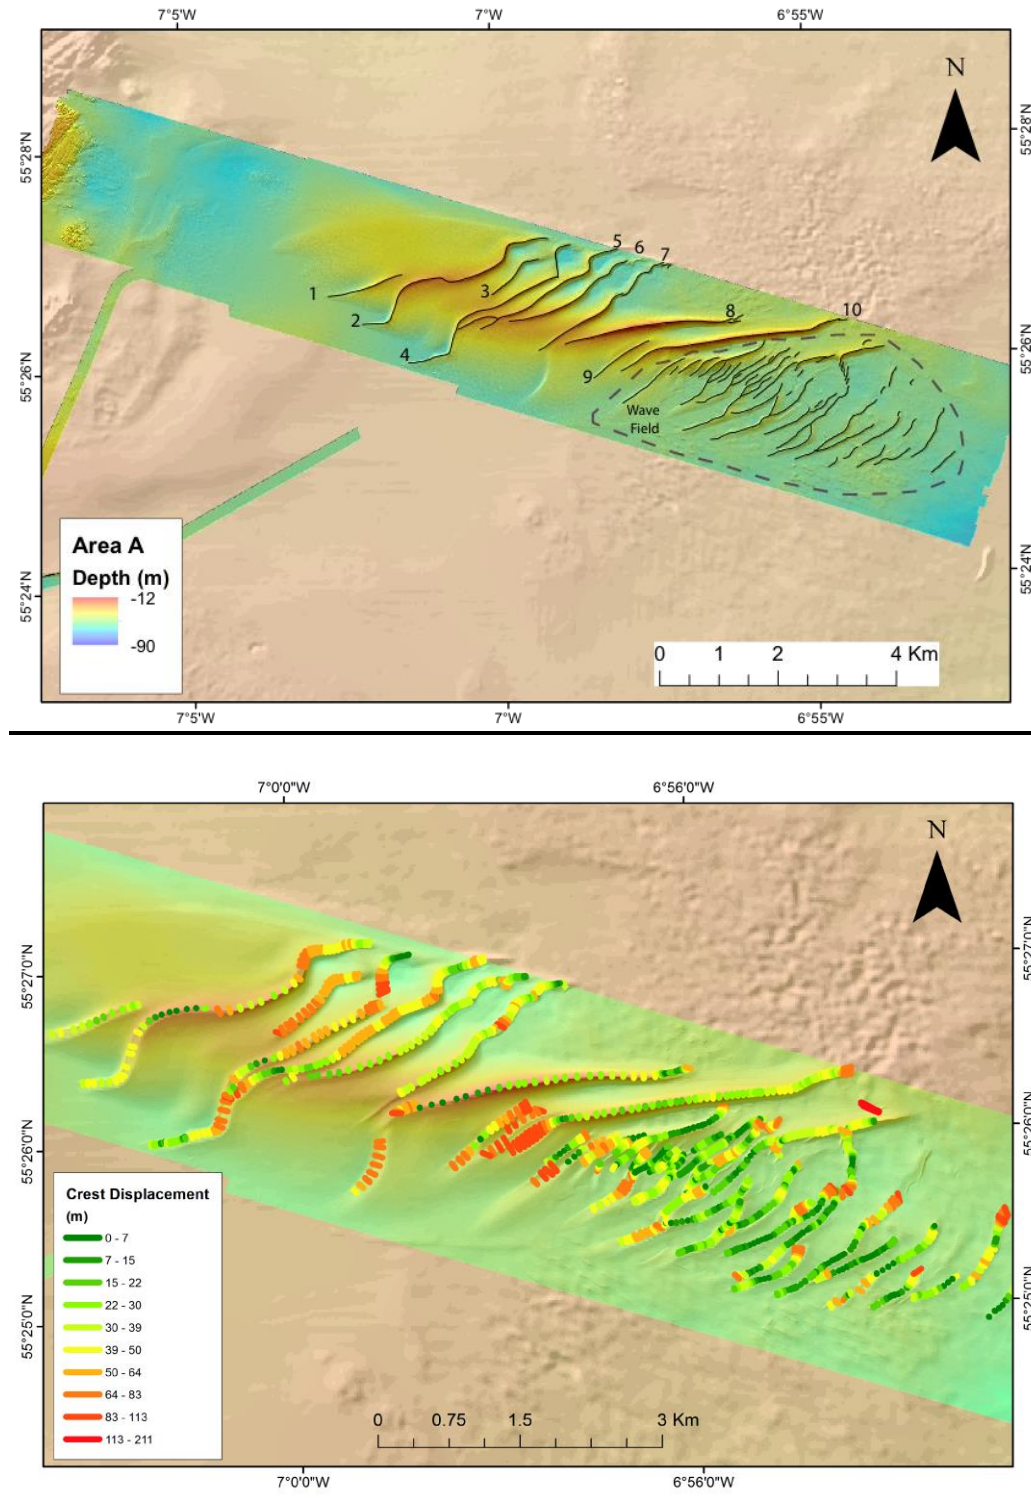 7°5'W 7°W 6°55'W
N
55°28'N 55°28'N
5 6 7
1 2 3 4 8 10
9
55°26'N 55°26'N
Wave
Field
Area A
Depth (m)
-12
-90
55°24'N 55°24'N
0 1 2 4 Km
7°5'W 7°W 6°55'W
7°0'0"W 6°56'0"W
N
55°27'0"N 55°27'0"N
55°26'0"N 55°26'0"N
Crest Displacement
(m)
0 - 7
7 - 15
15 - 22
22 - 30
30 - 39
39 - 50
50 - 64
64 - 83
83 - 113
113 - 211
55°25'0"N 55°25'0"N
0 0.75 1.5 3 Km
7°0'0"W 6°56'0"W